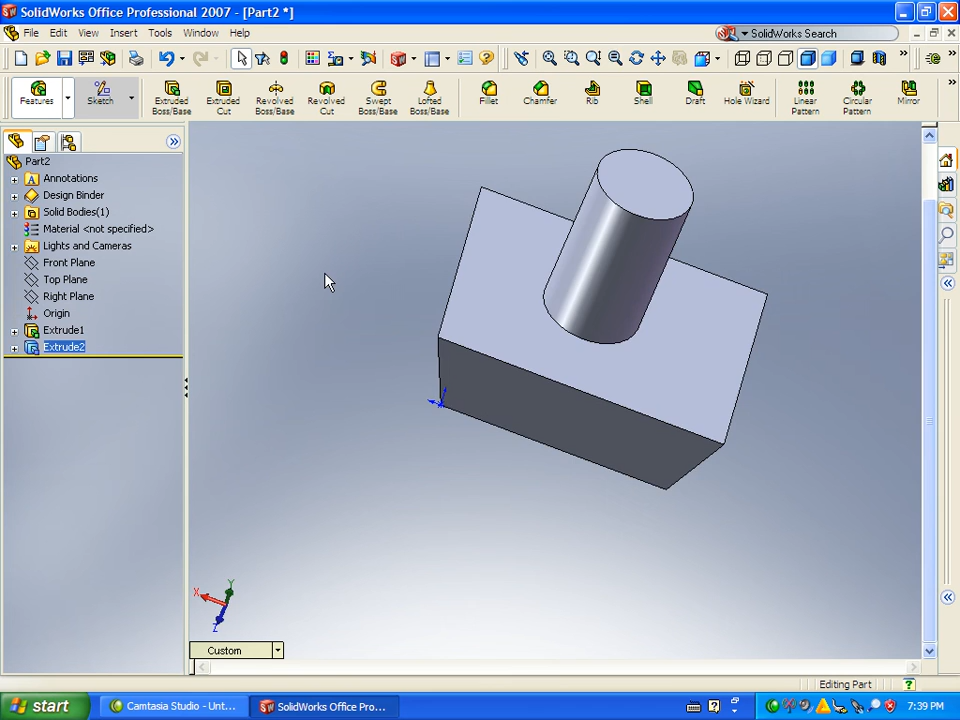 SolidWorks Office Professional 2007 - [Part2 *]
File Edit View Insert Tools Window Help
SolidWorks Search
Features
Sketch
Extruded Boss/Base
Extruded Cut
Revolved Boss/Base
Revolved Cut
Swept Boss/Base
Lofted Boss/Base
Fillet
Chamfer
Rib
Shell
Draft
Hole Wizard
Linear Pattern
Circular Pattern
Mirror
Part2
Annotations
Design Binder
Solid Bodies(1)
Material <not specified>
Lights and Cameras
Front Plane
Top Plane
Right Plane
Origin
Extrude1
Extrude2
Y
X
Z
Custom
Editing Part
start
Camtasia Studio - Unt...
SolidWorks Office Pro...
7:39 PM